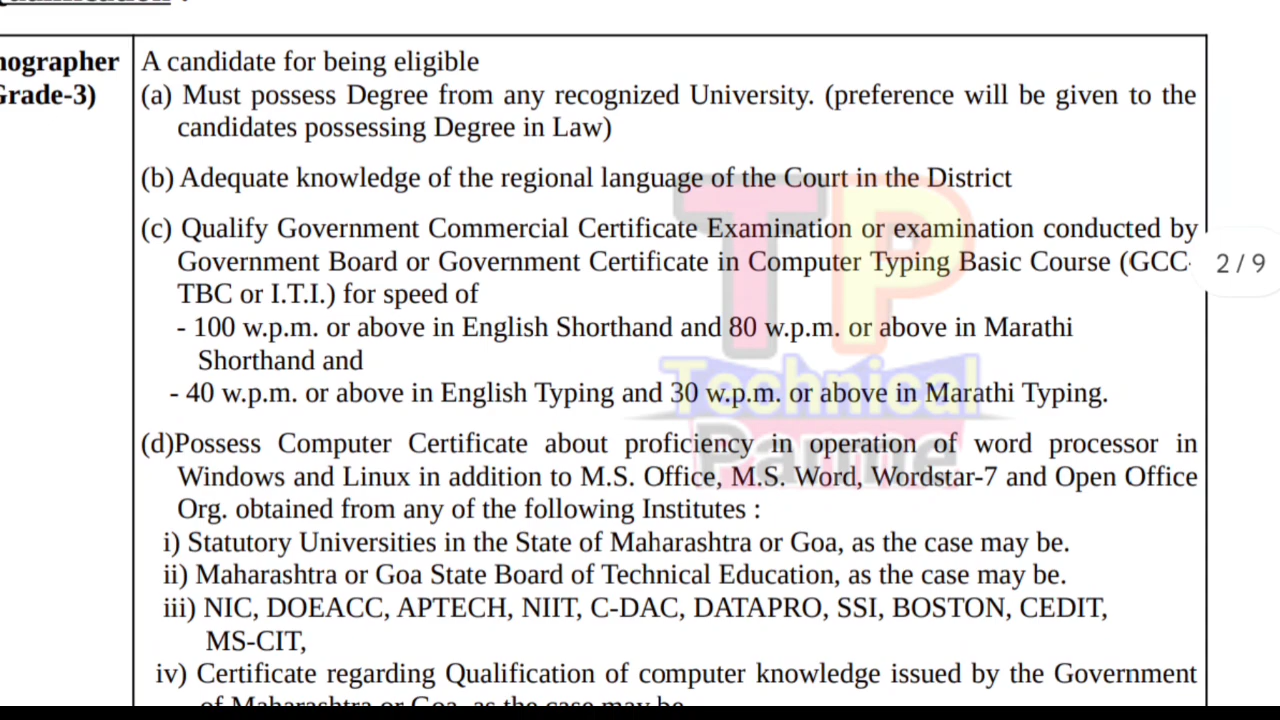 nographer
Grade-3)
A candidate for being eligible
(a) Must possess Degree from any recognized University. (preference will be given to the
candidates possessing Degree in Law)
(b) Adequate knowledge of the regional language of the Court in the District
(c) Qualify Government Commercial Certificate Examination or examination conducted by
Government Board or Government Certificate in Computer Typing Basic Course (GCC-
TBC or I.T.I.) for speed of
- 100 w.p.m. or above in English Shorthand and 80 w.p.m. or above in Marathi
Shorthand and
- 40 w.p.m. or above in English Typing and 30 w.p.m. or above in Marathi Typing.
(d)Possess Computer Certificate about proficiency in operation of word processor in
Windows and Linux in addition to M.S. Office, M.S. Word, Wordstar-7 and Open Office
Org. obtained from any of the following Institutes :
i) Statutory Universities in the State of Maharashtra or Goa, as the case may be.
ii) Maharashtra or Goa State Board of Technical Education, as the case may be.
iii) NIC, DOEACC, APTECH, NIIT, C-DAC, DATAPRO, SSI, BOSTON, CEDIT,
MS-CIT,
iv) Certificate regarding Qualification of computer knowledge issued by the Government
of Maharashtra or Goa, as the case may be
2 / 9
TP
Technical